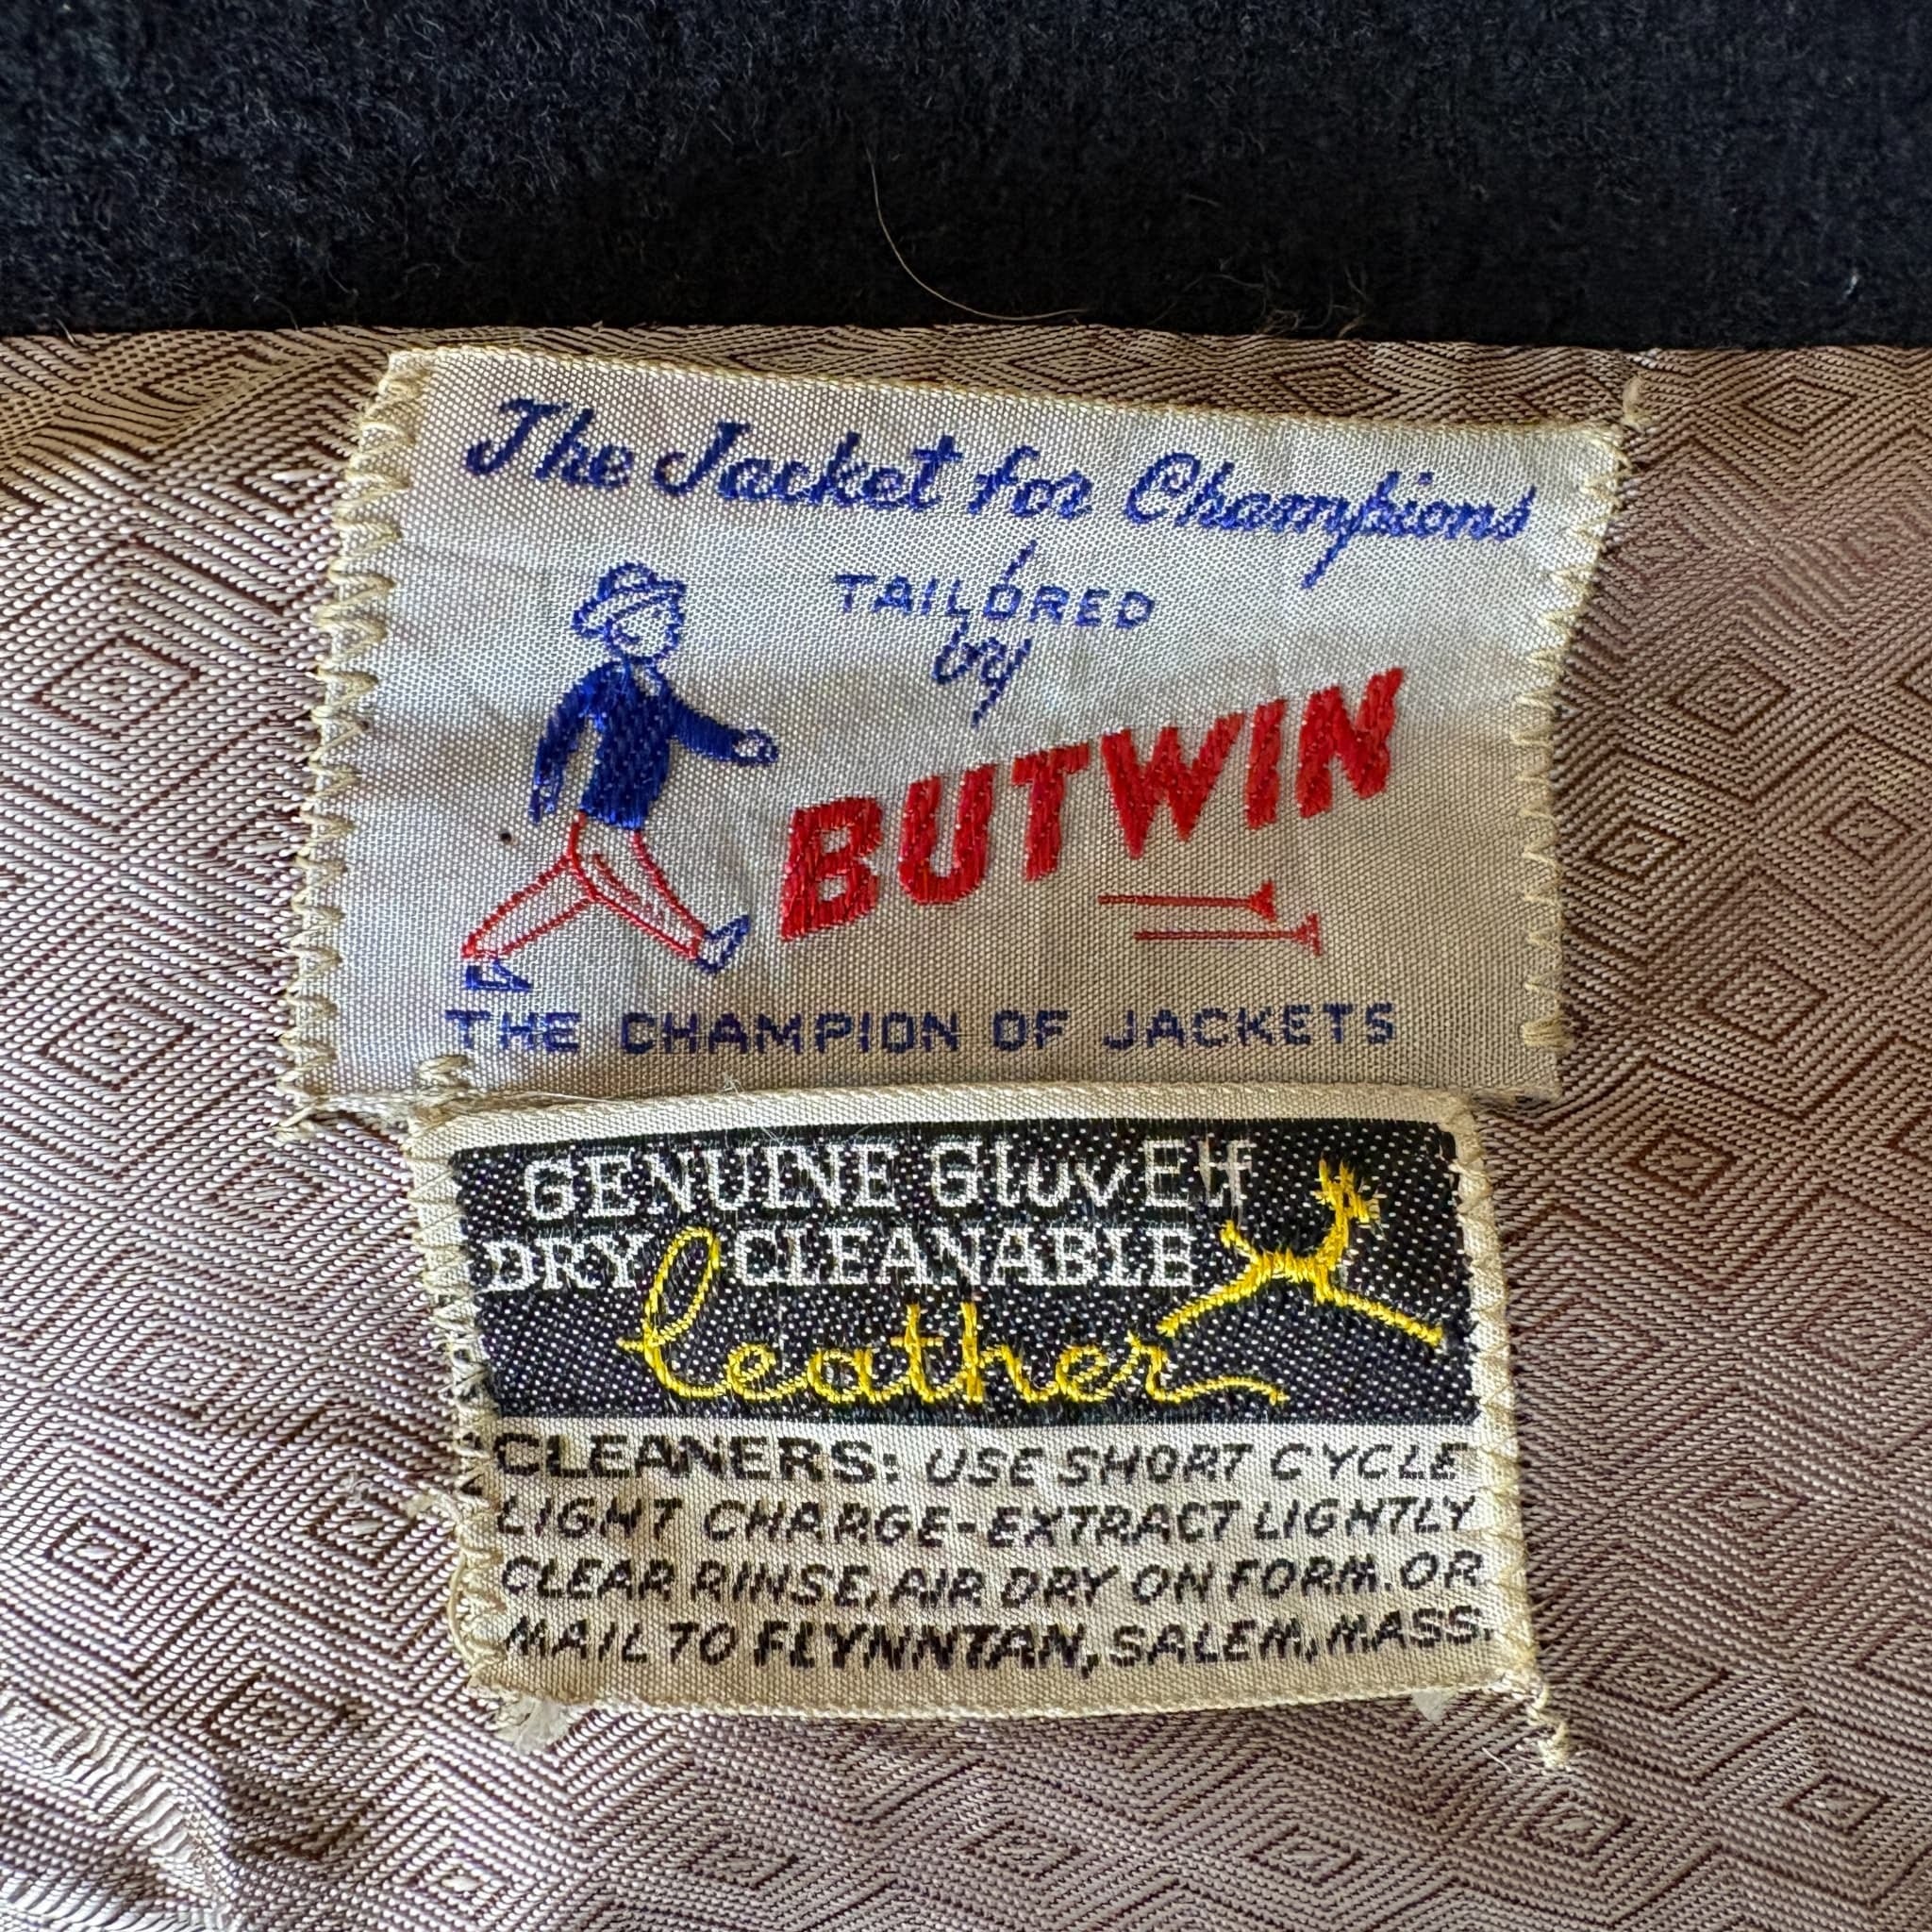 The Jacket for Champions
TAILORED
by
BUTWIN
THE CHAMPION OF JACKETS
GENUINE GluvElf
DRY CLEANABLE
leather
CLEANERS: USE SHORT CYCLE
LIGHT CHARGE-EXTRACT LIGHTLY
CLEAR RINSE, AIR DRY ON FORM. OR
MAIL TO FLYNNTAN, SALEM, MASS.